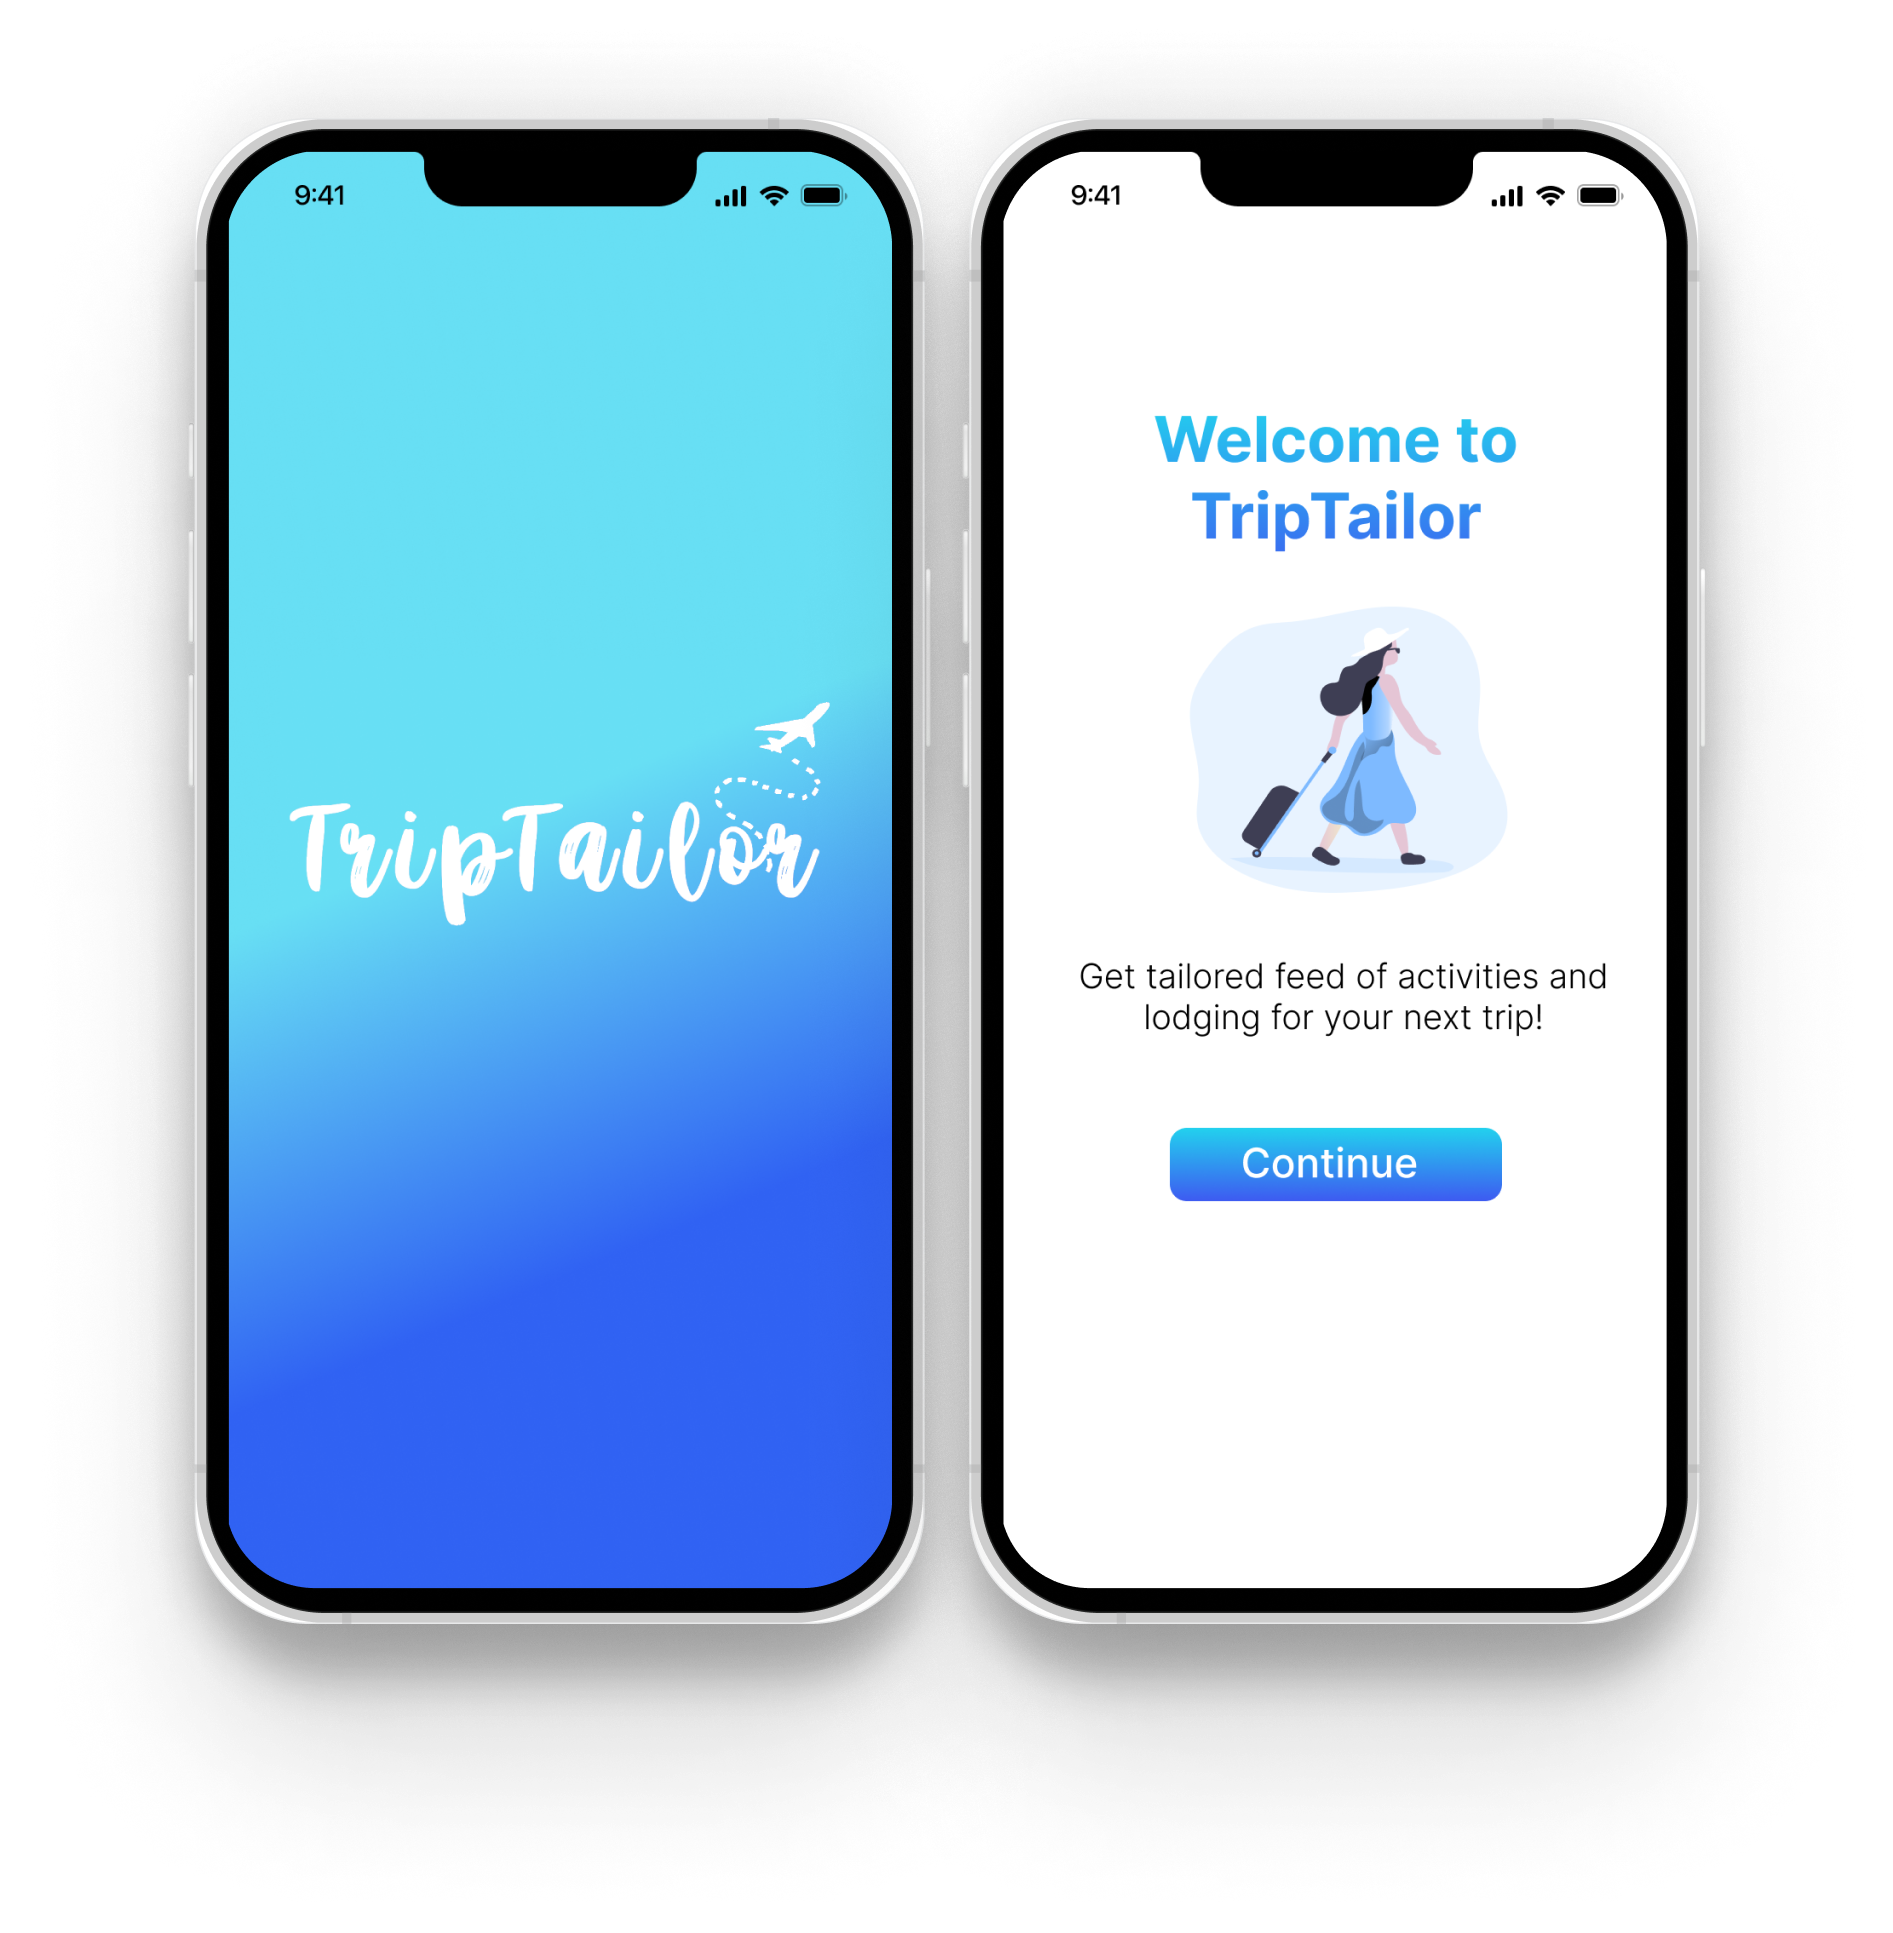 9:41
TripTailor
9:41
Welcome to
TripTailor
Get tailored feed of activities and
lodging for your next trip!
Continue